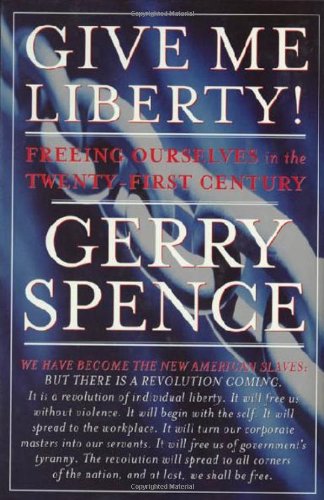 GIVE ME
LIBERTY!
FREEING OURSELVES in the
TWENTY-FIRST CENTURY
GERRY
SPENCE
WE HAVE BECOME THE NEW AMERICAN SLAVES:
BUT THERE IS A REVOLUTION COMING.
It is a revolution of individual liberty. It will free us
without violence. It will begin with the self. It will
spread to the workplace. It will turn our corporate
masters into our servants. It will free us of government's
tyranny. The revolution will spread to all corners
of the nation, and at last, we shall be free.